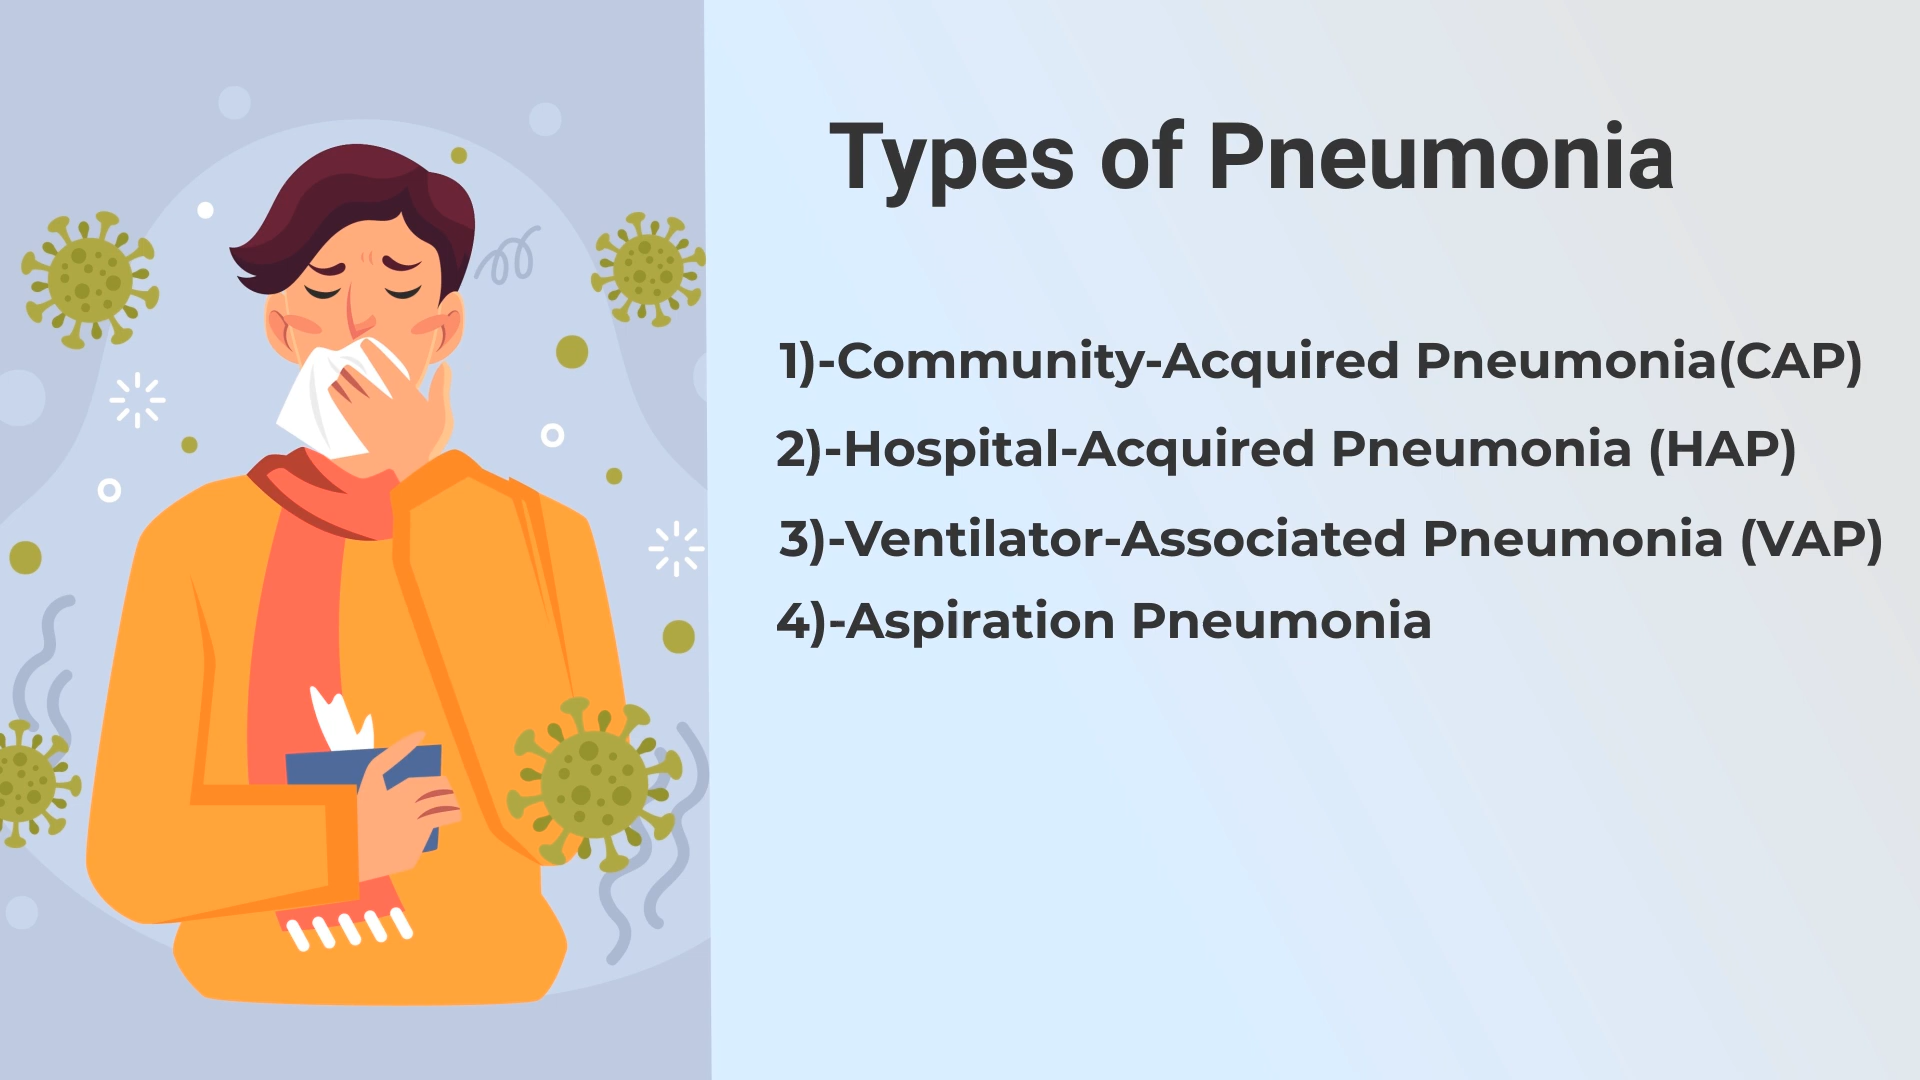 Types of Pneumonia
1)-Community-Acquired Pneumonia(CAP)
2)-Hospital-Acquired Pneumonia (HAP)
3)-Ventilator-Associated Pneumonia (VAP)
4)-Aspiration Pneumonia